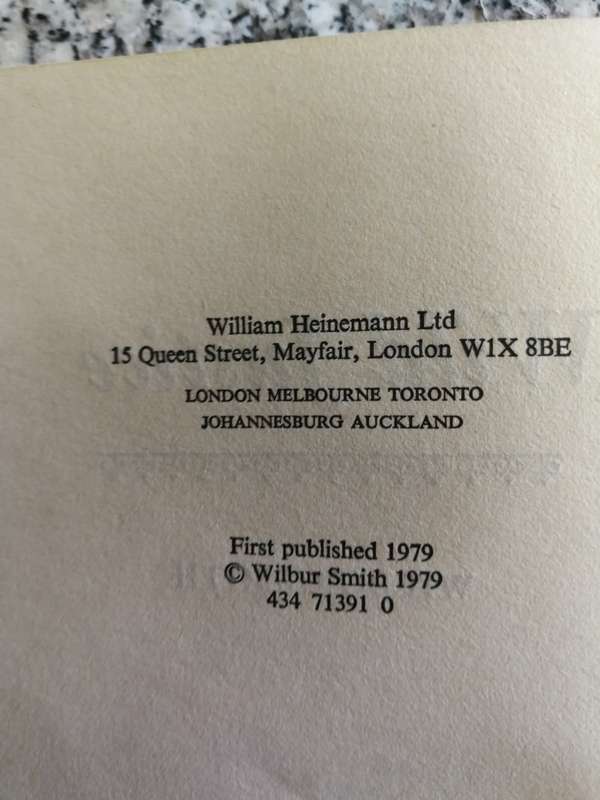 William Heinemann Ltd
15 Queen Street, Mayfair, London W1X 8BE
LONDON MELBOURNE TORONTO
JOHANNESBURG AUCKLAND
First published 1979
© Wilbur Smith 1979
434 71391 0